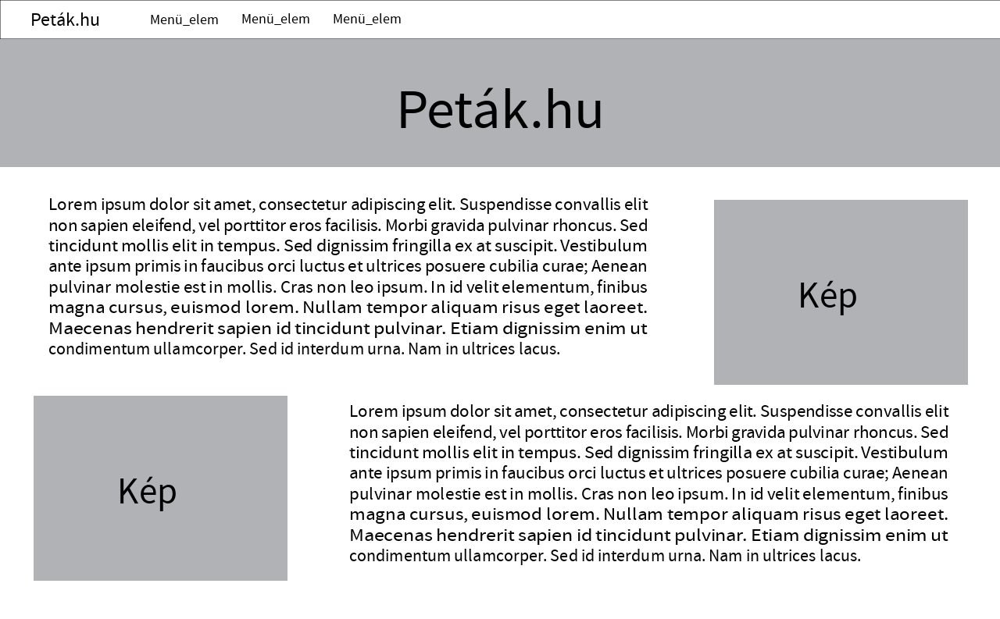 Peták.hu Menü_elem Menü_elem Menü_elem
Peták.hu
Lorem ipsum dolor sit amet, consectetur adipiscing elit. Suspendisse convallis elit
non sapien eleifend, vel porttitor eros facilisis. Morbi gravida pulvinar rhoncus. Sed
tincidunt mollis elit in tempus. Sed dignissim fringilla ex at suscipit. Vestibulum
ante ipsum primis in faucibus orci luctus et ultrices posuere cubilia curae; Aenean
pulvinar molestie est in mollis. Cras non leo ipsum. In id velit elementum, finibus
magna cursus, euismod lorem. Nullam tempor aliquam risus eget laoreet.
Maecenas hendrerit sapien id tincidunt pulvinar. Etiam dignissim enim ut
condimentum ullamcorper. Sed id interdum urna. Nam in ultrices lacus.
Kép
Kép
Lorem ipsum dolor sit amet, consectetur adipiscing elit. Suspendisse convallis elit
non sapien eleifend, vel porttitor eros facilisis. Morbi gravida pulvinar rhoncus. Sed
tincidunt mollis elit in tempus. Sed dignissim fringilla ex at suscipit. Vestibulum
ante ipsum primis in faucibus orci luctus et ultrices posuere cubilia curae; Aenean
pulvinar molestie est in mollis. Cras non leo ipsum. In id velit elementum, finibus
magna cursus, euismod lorem. Nullam tempor aliquam risus eget laoreet.
Maecenas hendrerit sapien id tincidunt pulvinar. Etiam dignissim enim ut
condimentum ullamcorper. Sed id interdum urna. Nam in ultrices lacus.